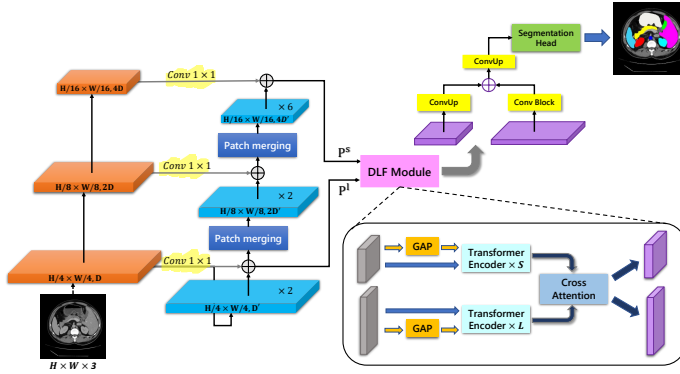 Segmentation
Head
ConvUp
ConvUp
Conv Block
H/16 × W/16, 4D
Conv 1 × 1
× 6
H/16 × W/16, 4D′
Patch merging
Pˢ
DLF Module
Pˡ
H/8 × W/8, 2D
Conv 1 × 1
× 2
H/8 × W/8, 2D′
Patch merging
H/4 × W/4, D
Conv 1 × 1
× 2
H/4 × W/4, D′
H × W × 3
GAP
Transformer
Encoder × S
Cross
Attention
Transformer
Encoder × L
GAP